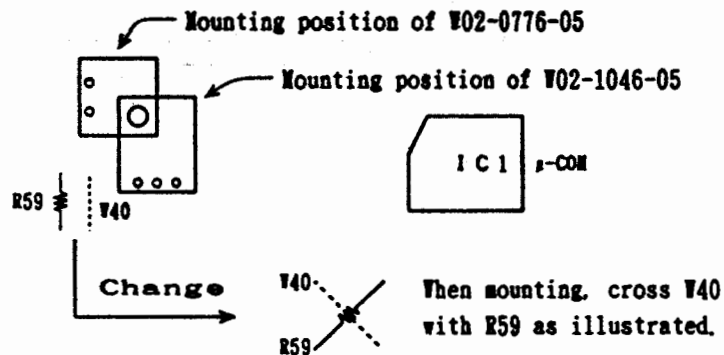 Mounting position of W02-0776-05
Mounting position of W02-1046-05
IC1 μ-COM
R59
W40
Change
W40
R59
When mounting, cross W40
with R59 as illustrated.